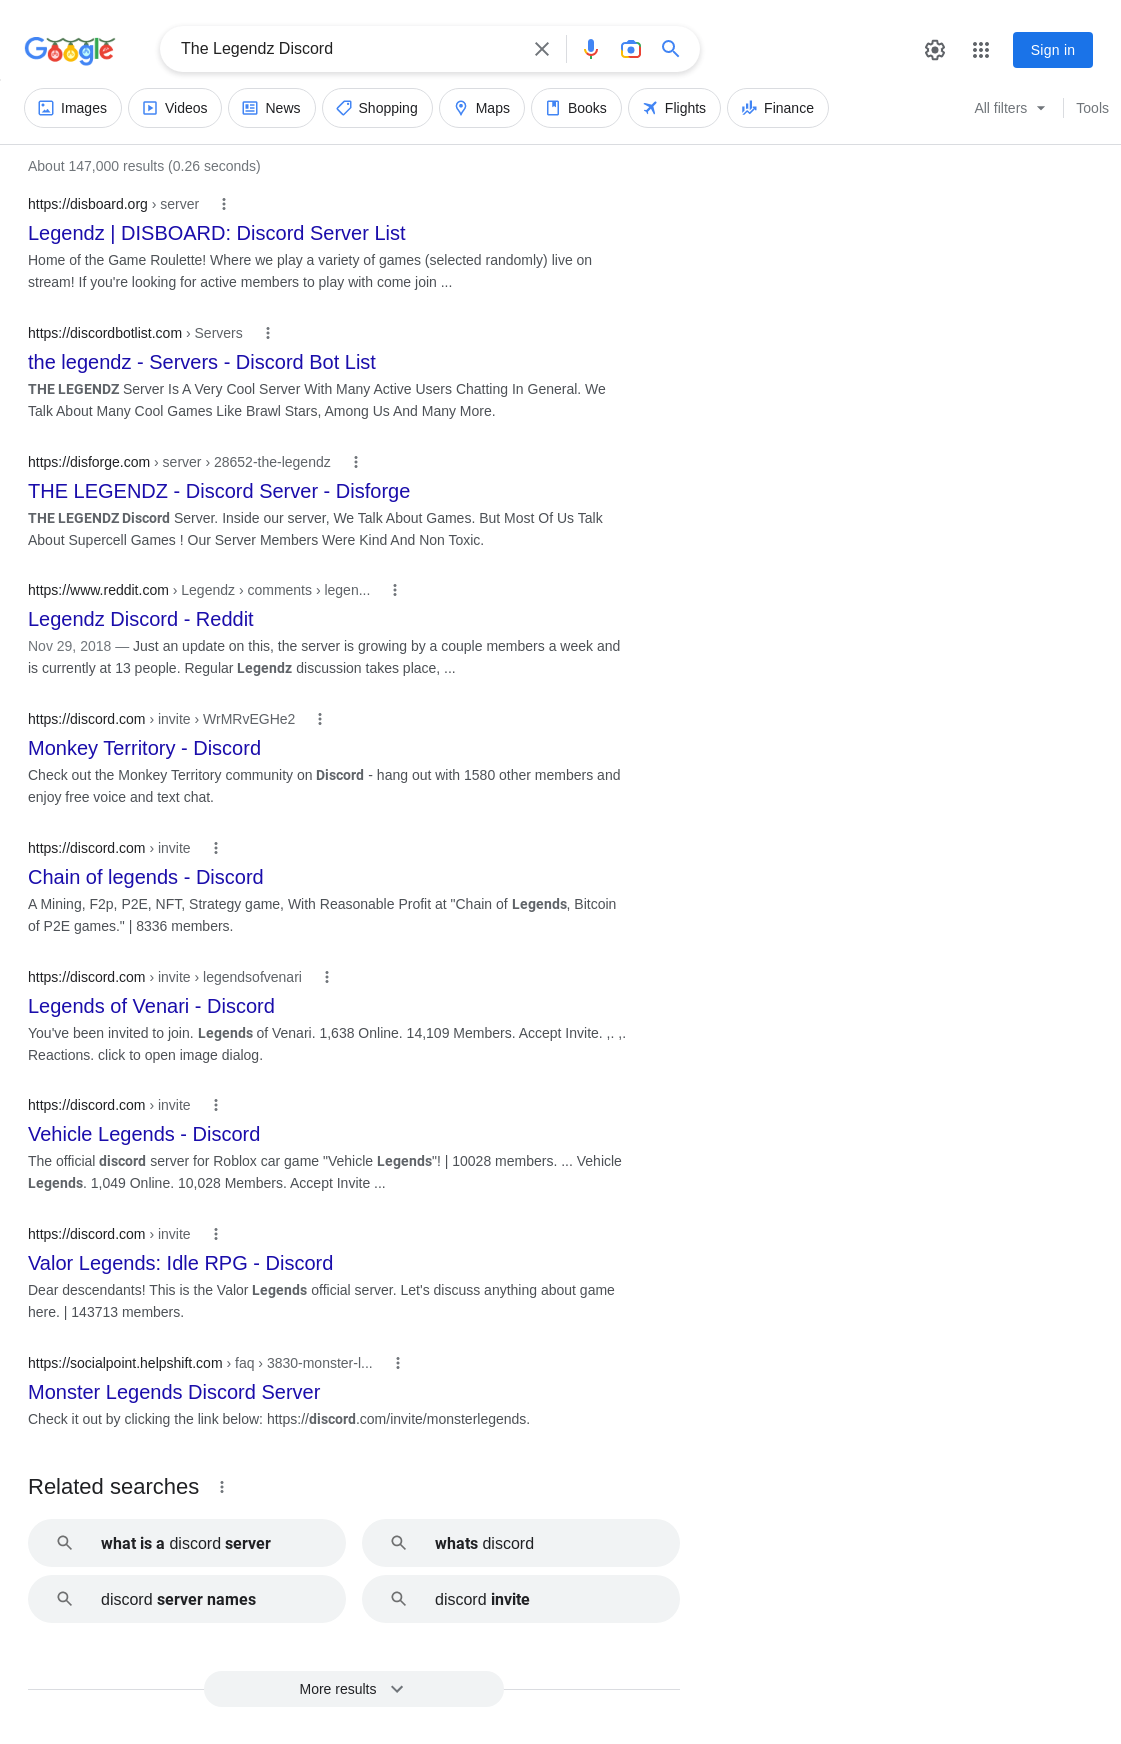 Google
The Legendz Discord
Sign in
Images
Videos
News
Shopping
Maps
Books
Flights
Finance
All filters
Tools
About 147,000 results (0.26 seconds)
https://disboard.org › server
Legendz | DISBOARD: Discord Server List
Home of the Game Roulette! Where we play a variety of games (selected randomly) live on
stream! If you're looking for active members to play with come join ...
https://discordbotlist.com › Servers
the legendz - Servers - Discord Bot List
THE LEGENDZ Server Is A Very Cool Server With Many Active Users Chatting In General. We
Talk About Many Cool Games Like Brawl Stars, Among Us And Many More.
https://disforge.com › server › 28652-the-legendz
THE LEGENDZ - Discord Server - Disforge
THE LEGENDZ Discord Server. Inside our server, We Talk About Games. But Most Of Us Talk
About Supercell Games ! Our Server Members Were Kind And Non Toxic.
https://www.reddit.com › Legendz › comments › legen...
Legendz Discord - Reddit
Nov 29, 2018 — Just an update on this, the server is growing by a couple members a week and
is currently at 13 people. Regular Legendz discussion takes place, ...
https://discord.com › invite › WrMRvEGHe2
Monkey Territory - Discord
Check out the Monkey Territory community on Discord - hang out with 1580 other members and
enjoy free voice and text chat.
https://discord.com › invite
Chain of legends - Discord
A Mining, F2p, P2E, NFT, Strategy game, With Reasonable Profit at "Chain of Legends, Bitcoin
of P2E games." | 8336 members.
https://discord.com › invite › legendsofvenari
Legends of Venari - Discord
You've been invited to join. Legends of Venari. 1,638 Online. 14,109 Members. Accept Invite. ,. ,.
Reactions. click to open image dialog.
https://discord.com › invite
Vehicle Legends - Discord
The official discord server for Roblox car game "Vehicle Legends"! | 10028 members. ... Vehicle
Legends. 1,049 Online. 10,028 Members. Accept Invite ...
https://discord.com › invite
Valor Legends: Idle RPG - Discord
Dear descendants! This is the Valor Legends official server. Let's discuss anything about game
here. | 143713 members.
https://socialpoint.helpshift.com › faq › 3830-monster-l...
Monster Legends Discord Server
Check it out by clicking the link below: https://discord.com/invite/monsterlegends.
Related searches
what is a discord server
whats discord
discord server names
discord invite
More results